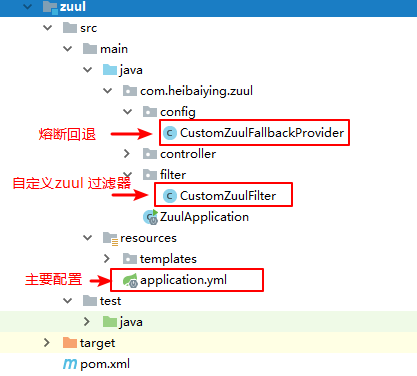 zuul
src
main
java
com.heibaiying.zuul
config
熔断回退 CustomZuulFallbackProvider
controller
filter
自定义zuul 过滤器 CustomZuulFilter
ZuulApplication
resources
templates
主要配置 application.yml
test
java
target
m pom.xml